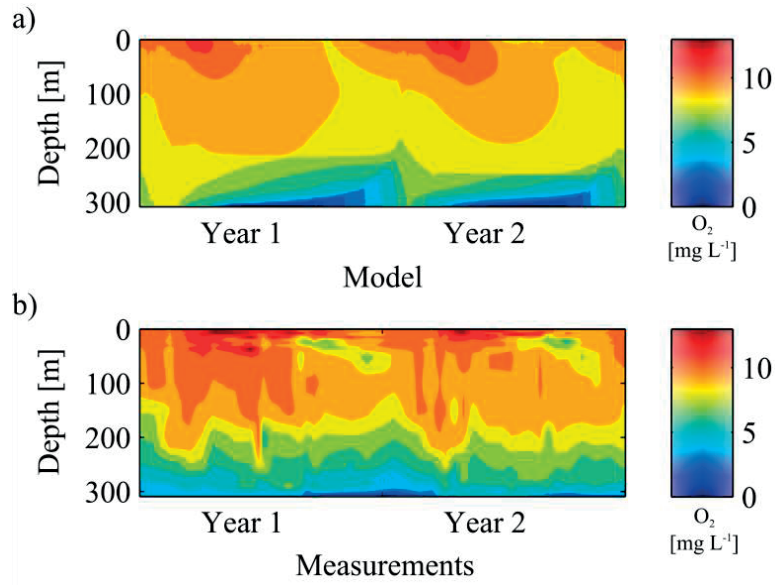 a)
0
100
200
300
Depth [m]
Year 1
Year 2
Model
10
5
0
O₂
[mg L⁻¹]
b)
0
100
200
300
Depth [m]
Year 1
Year 2
Measurements
10
5
0
O₂
[mg L⁻¹]